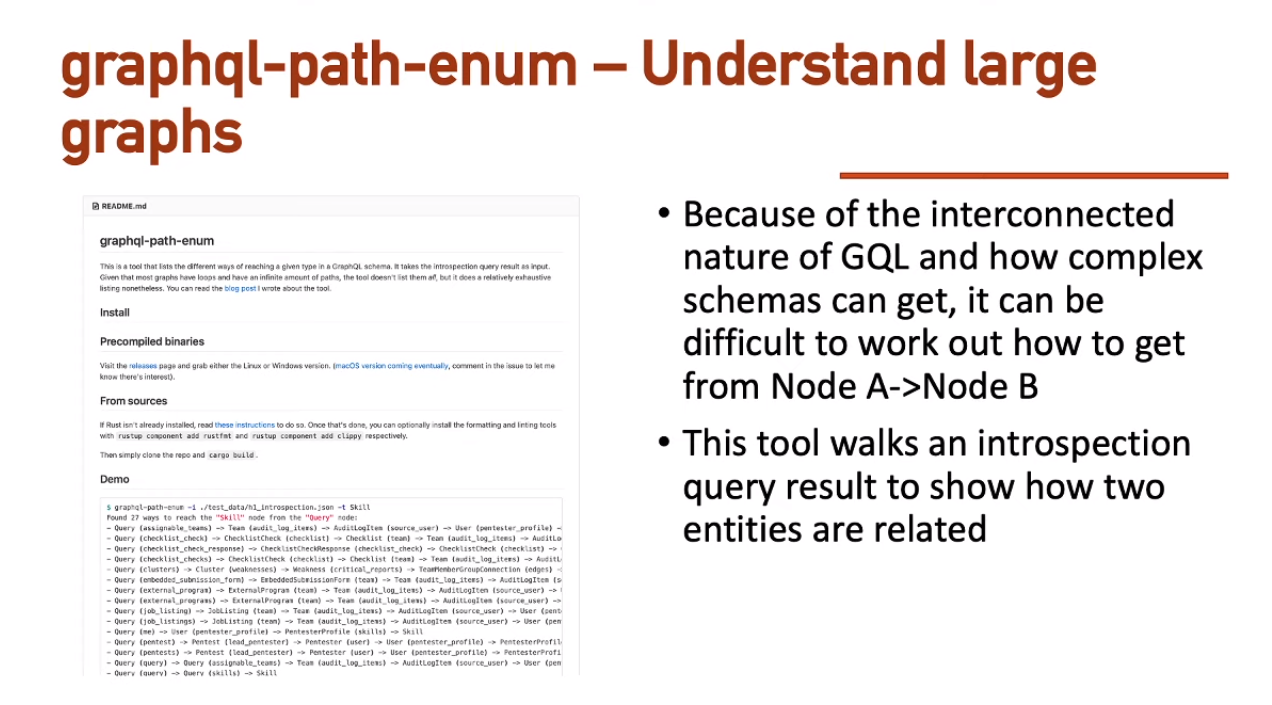 graphql-path-enum – Understand large
graphs
README.md
graphql-path-enum
This is a tool that lists the different ways of reaching a given type in a GraphQL schema. It takes the introspection query result as input.
Given that most graphs have loops and have an infinite amount of paths, the tool doesn't list them all, but it does a relatively exhaustive
listing nonetheless. You can read the blog post I wrote about the tool.
Install
Precompiled binaries
Visit the releases page and grab either the Linux or Windows version. (macOS version coming eventually, comment in the issue to let me
know there's interest).
From sources
If Rust isn't already installed, read these instructions to do so. Once that's done, you can optionally install the formatting and linting tools
with rustup component add rustfmt and rustup component add clippy respectively.
Then simply clone the repo and cargo build.
Demo
$ graphql-path-enum -i ./test_data/h1_introspection.json -t Skill
Found 27 ways to reach the "Skill" node from the "Query" node:
- Query (assignable_teams) -> Team (audit_log_items) -> AuditLogItem (source_user) -> User (pentester_profile) -
- Query (checklist_check) -> ChecklistCheck (checklist) -> Checklist (team) -> Team (audit_log_items) -> AuditLo
- Query (checklist_check_response) -> ChecklistCheckResponse (checklist_check) -> ChecklistCheck (checklist) ->
- Query (checklist_checks) -> ChecklistCheck (checklist) -> Checklist (team) -> Team (audit_log_items) -> AuditL
- Query (clusters) -> Cluster (weaknesses) -> Weakness (critical_reports) -> TeamMemberGroupConnection (edges) -
- Query (embedded_submission_form) -> EmbeddedSubmissionForm (team) -> Team (audit_log_items) -> AuditLogItem (s
- Query (external_program) -> ExternalProgram (team) -> Team (audit_log_items) -> AuditLogItem (source_user) ->
- Query (external_programs) -> ExternalProgram (team) -> Team (audit_log_items) -> AuditLogItem (source_user) ->
- Query (job_listing) -> JobListing (team) -> Team (audit_log_items) -> AuditLogItem (source_user) -> User (pent
- Query (job_listings) -> JobListing (team) -> Team (audit_log_items) -> AuditLogItem (source_user) -> User (pen
- Query (me) -> User (pentester_profile) -> PentesterProfile (skills) -> Skill
- Query (pentest) -> Pentest (lead_pentester) -> Pentester (user) -> User (pentester_profile) -> PentesterProfil
- Query (pentests) -> Pentest (lead_pentester) -> Pentester (user) -> User (pentester_profile) -> PentesterProfi
- Query (query) -> Query (assignable_teams) -> Team (audit_log_items) -> AuditLogItem (source_user) -> User (pen
- Query (query) -> Query (skills) -> Skill
• Because of the interconnected
nature of GQL and how complex
schemas can get, it can be
difficult to work out how to get
from Node A->Node B
• This tool walks an introspection
query result to show how two
entities are related